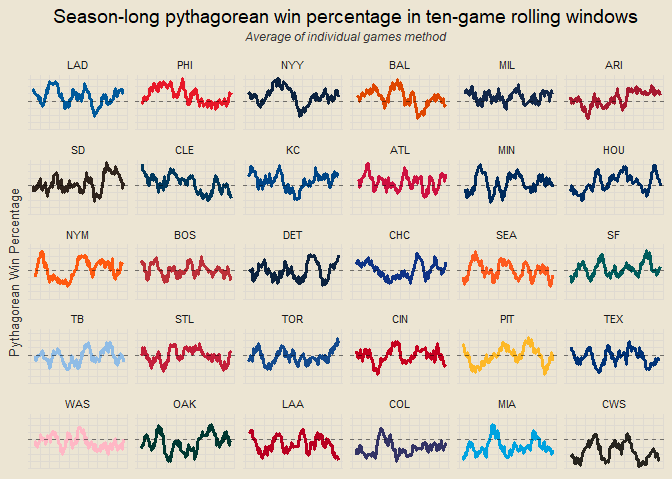 Season-long pythagorean win percentage in ten-game rolling windows
Average of individual games method
Pythagorean Win Percentage
LAD PHI NYY BAL MIL ARI
SD CLE KC ATL MIN HOU
NYM BOS DET CHC SEA SF
TB STL TOR CIN PIT TEX
WAS OAK LAA COL MIA CWS